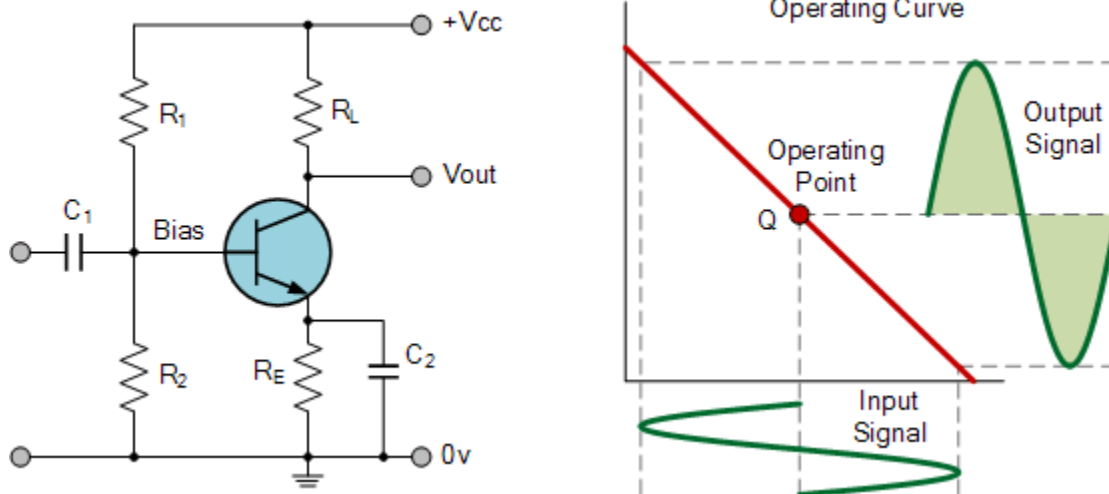 +Vcc
R1
RL
Vout
C1
Bias
R2
RE
C2
0v
Operating Curve
Output
Signal
Operating
Point
Q
Input
Signal